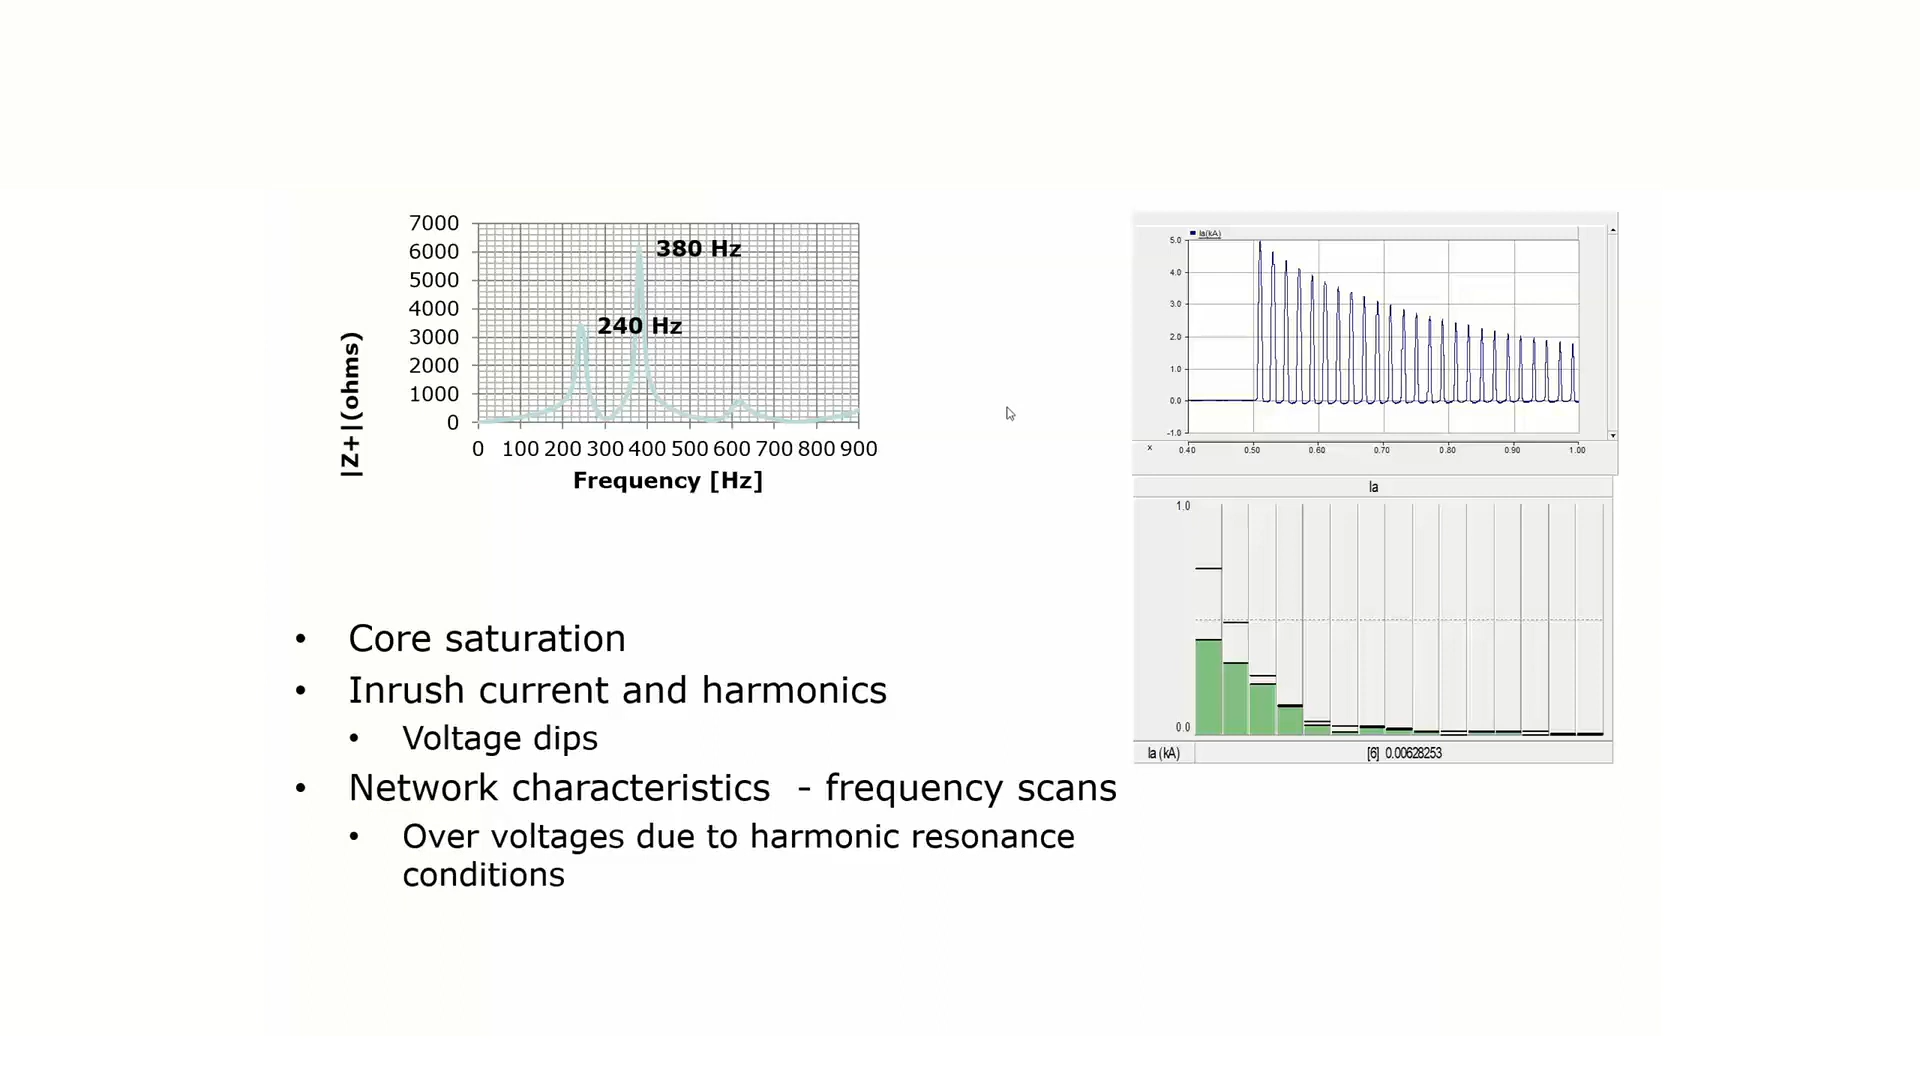 7000
6000
5000
4000
3000
2000
1000
0
|Z+|(ohms)
380 Hz
240 Hz
0 100 200 300 400 500 600 700 800 900
Frequency [Hz]
Ia(kA)
5.0
4.0
3.0
2.0
1.0
0.0
-1.0
x 0.40 0.50 0.60 0.70 0.80 0.90 1.00
Ia
1.0
0.0
Ia (kA) [6] 0.00628253
• Core saturation
• Inrush current and harmonics
• Voltage dips
• Network characteristics - frequency scans
• Over voltages due to harmonic resonance
conditions